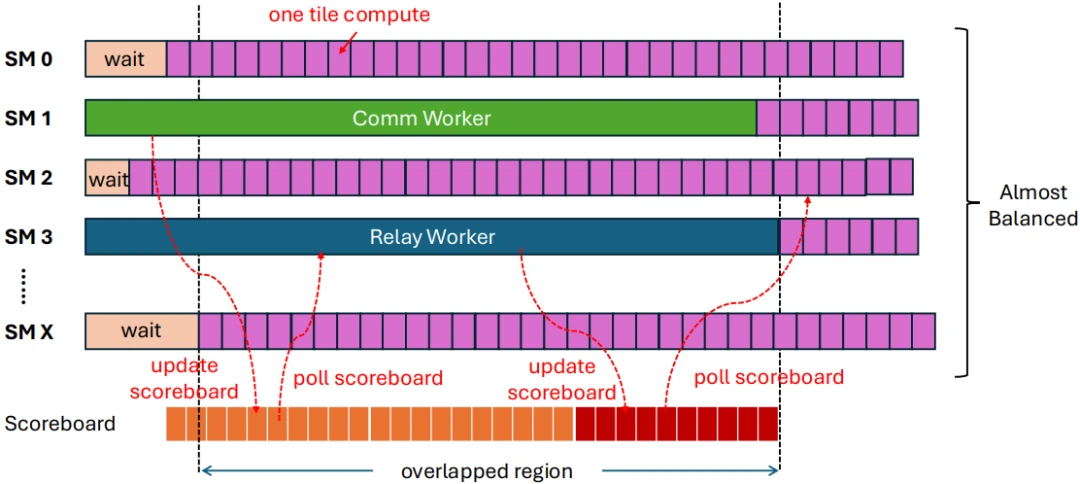 one tile compute
SM 0
wait
SM 1
Comm Worker
SM 2
wait
SM 3
Relay Worker
Almost
Balanced
SM X
wait
update
scoreboard
poll scoreboard
update
scoreboard
poll scoreboard
Scoreboard
overlapped region